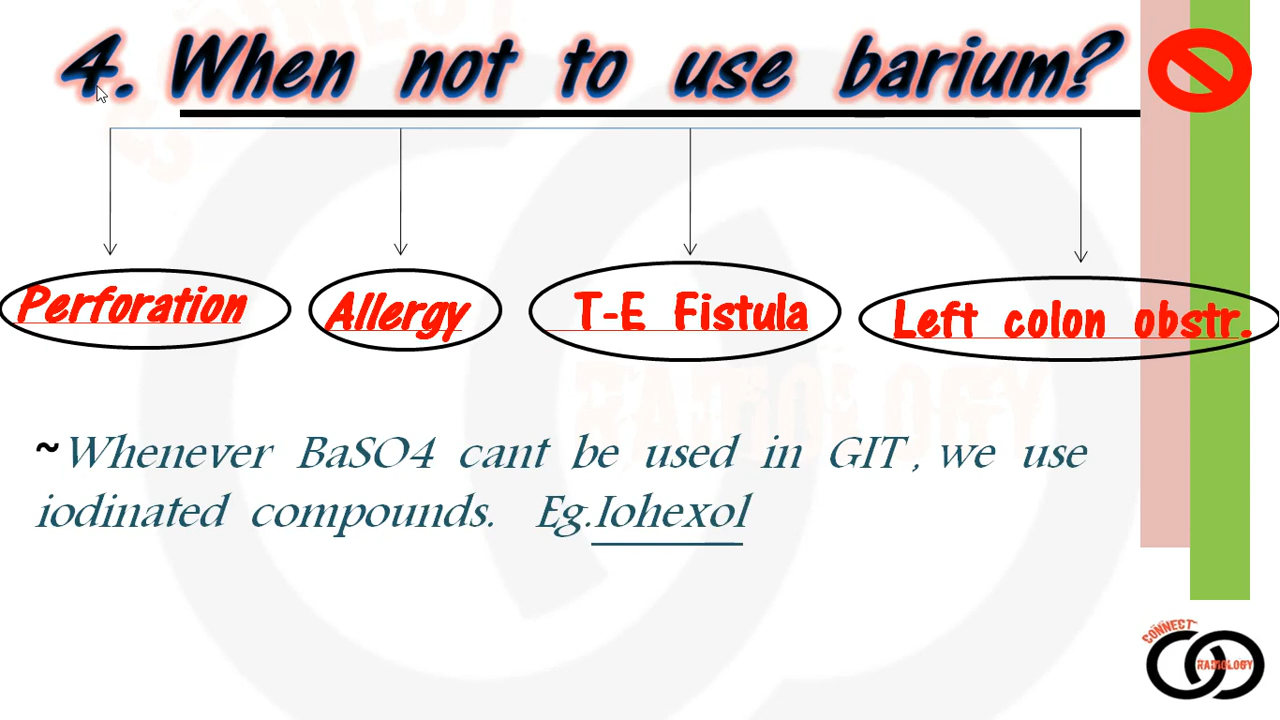 4. When not to use barium?
Perforation
Allergy
T-E Fistula
Left colon obstr.
~Whenever BaSO4 cant be used in GIT , we use
iodinated compounds. Eg.Iohexol
CONNECT
RADIOLOGY